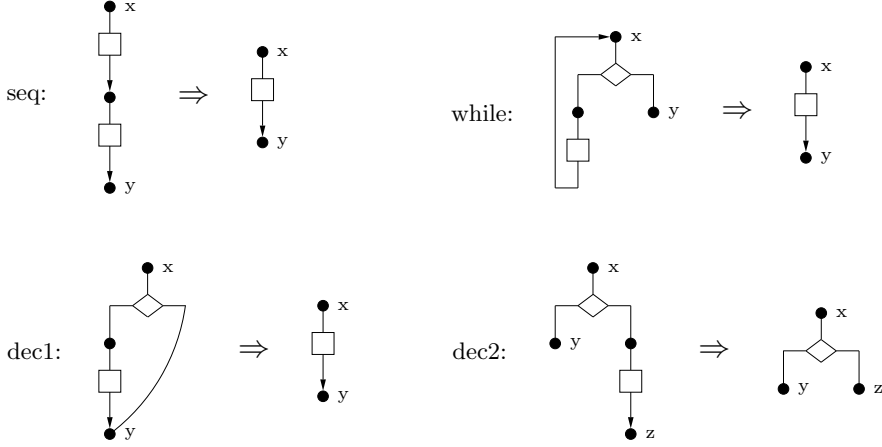 seq: x y ⇒ x y
while: x y ⇒ x y
dec1: x y ⇒ x y
dec2: x y z ⇒ x y z